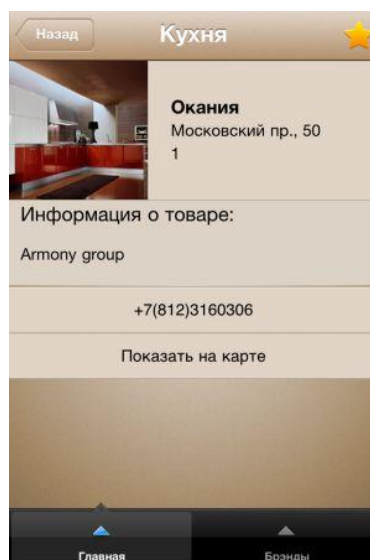 Назад
Кухня
Окания
Московский пр., 50
1
Информация о товаре:
Armony group
+7(812)3160306
Показать на карте
Главная
Брэнды